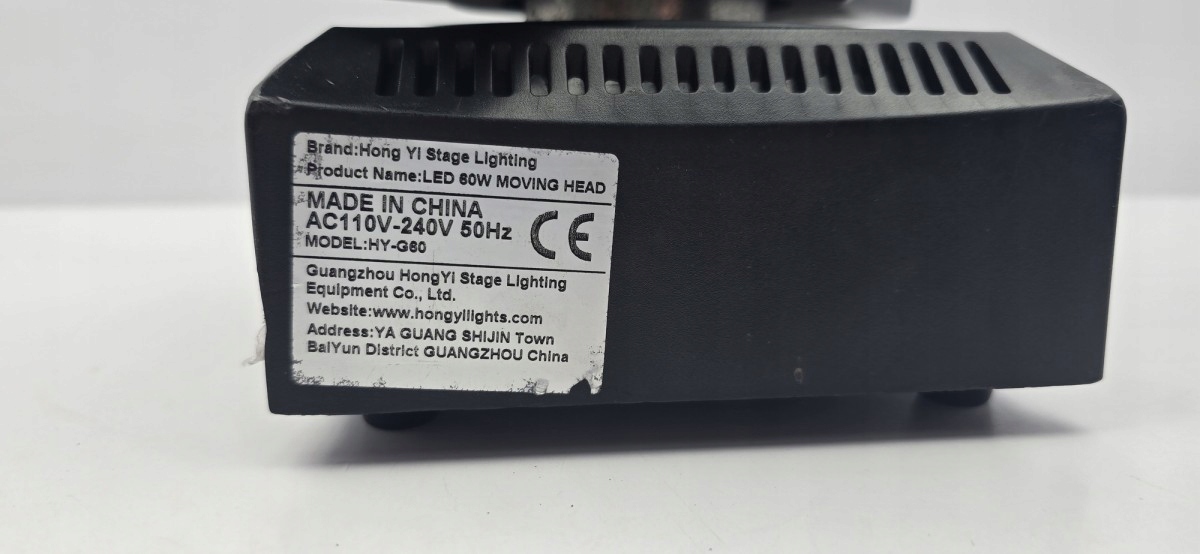 Brand:Hong Yi Stage Lighting
Product Name:LED 60W MOVING HEAD
MADE IN CHINA
AC110V-240V 50Hz
MODEL:HY-G60
CE
Guangzhou HongYi Stage Lighting
Equipment Co., Ltd.
Website:www.hongyilights.com
Address:YA GUANG SHIJIN Town
BaiYun District GUANGZHOU China